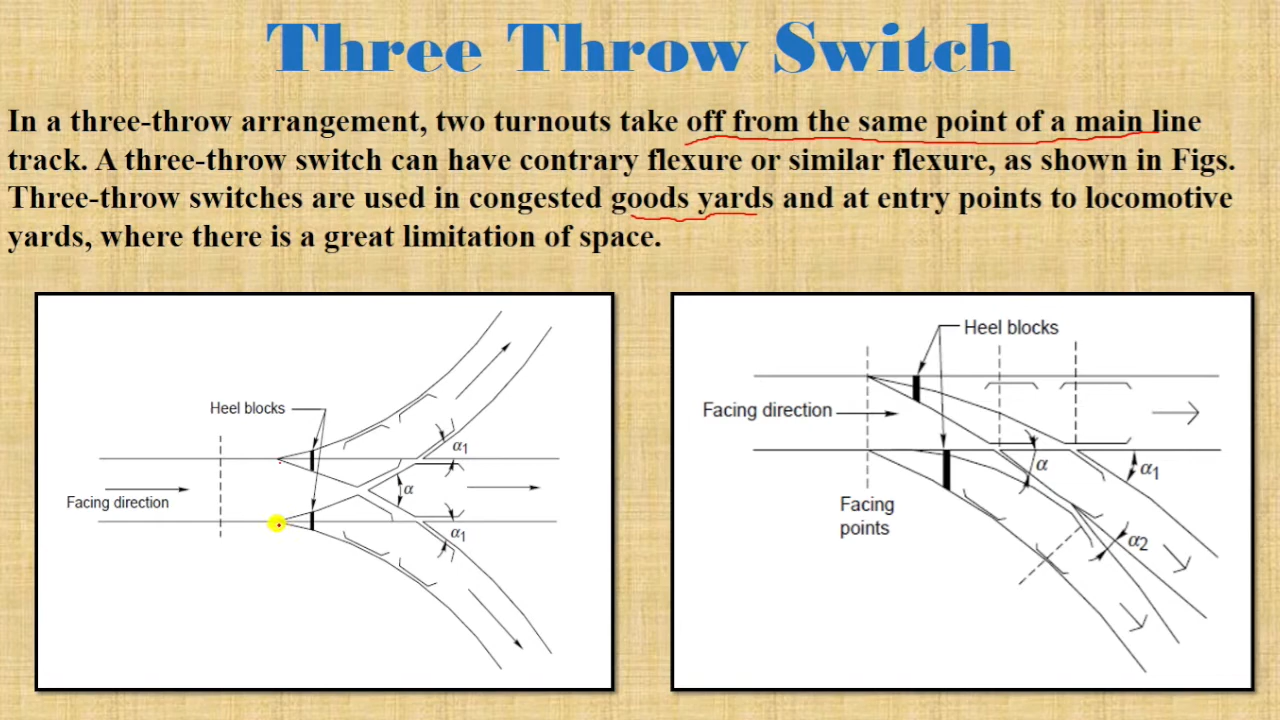 Three Throw Switch
In a three-throw arrangement, two turnouts take off from the same point of a main line
track. A three-throw switch can have contrary flexure or similar flexure, as shown in Figs.
Three-throw switches are used in congested goods yards and at entry points to locomotive
yards, where there is a great limitation of space.
Heel blocks
α1
Facing direction
α
α1
Heel blocks
Facing direction
α
α1
Facing
points
α2